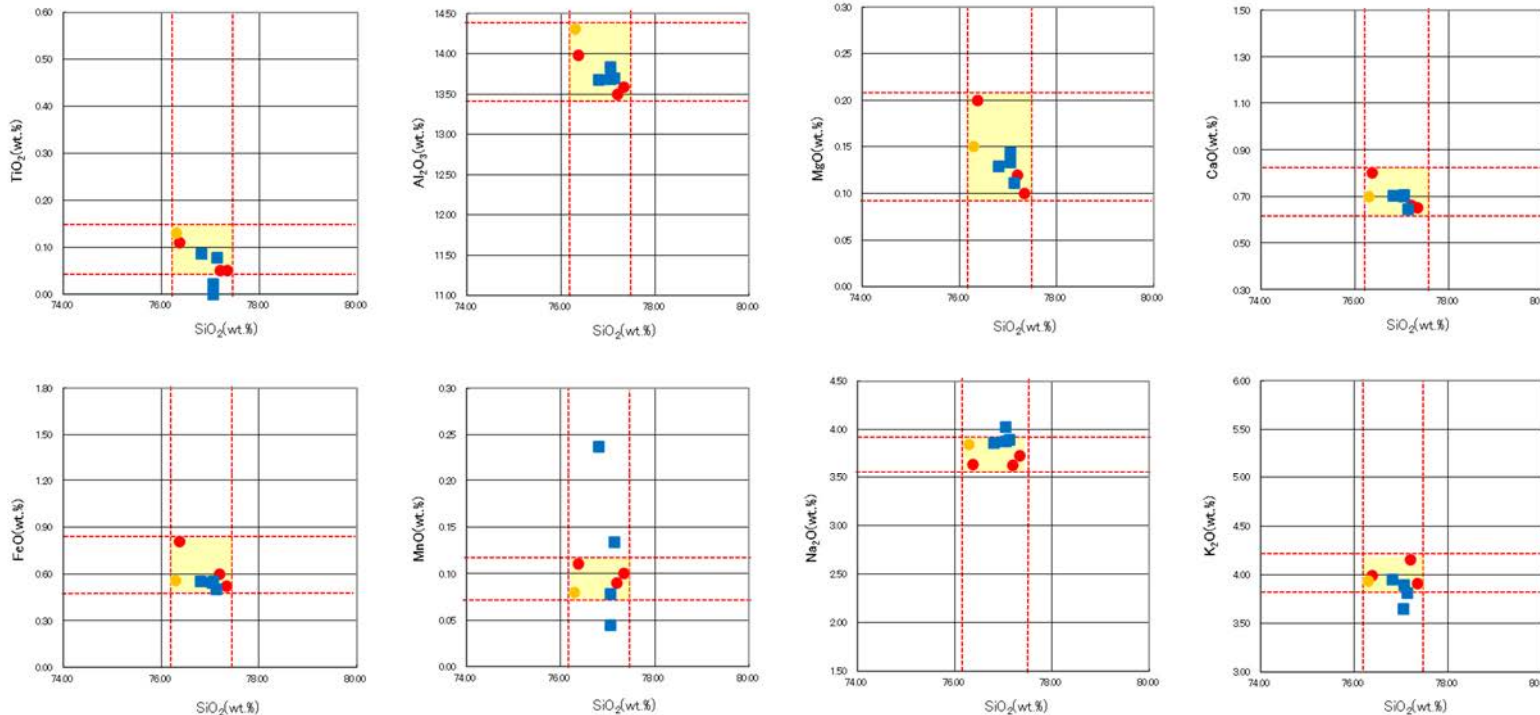 0.60
0.50
0.40
0.30
0.20
0.10
0.00
TiO₂(wt.%)
74.00 76.00 78.00 80.00
SiO₂(wt.%)
14.50
14.00
13.50
13.00
12.50
12.00
11.50
11.00
Al₂O₃(wt.%)
74.00 76.00 78.00 80.00
SiO₂(wt.%)
0.30
0.25
0.20
0.15
0.10
0.05
0.00
MgO(wt.%)
74.00 76.00 78.00 80.00
SiO₂(wt.%)
1.50
1.30
1.10
0.90
0.70
0.50
0.30
CaO(wt.%)
74.00 76.00 78.00
SiO₂(wt.%)
1.80
1.50
1.20
0.90
0.60
0.30
0.00
FeO(wt.%)
74.00 76.00 78.00 80.00
SiO₂(wt.%)
0.30
0.25
0.20
0.15
0.10
0.05
0.00
MnO(wt.%)
74.00 76.00 78.00 80.00
SiO₂(wt.%)
4.50
4.00
3.50
3.00
2.50
2.00
1.50
Na₂O(wt.%)
74.00 76.00 78.00 80.00
SiO₂(wt.%)
6.00
5.50
5.00
4.50
4.00
3.50
3.00
K₂O(wt.%)
74.00 76.00 78.00
SiO₂(wt.%)